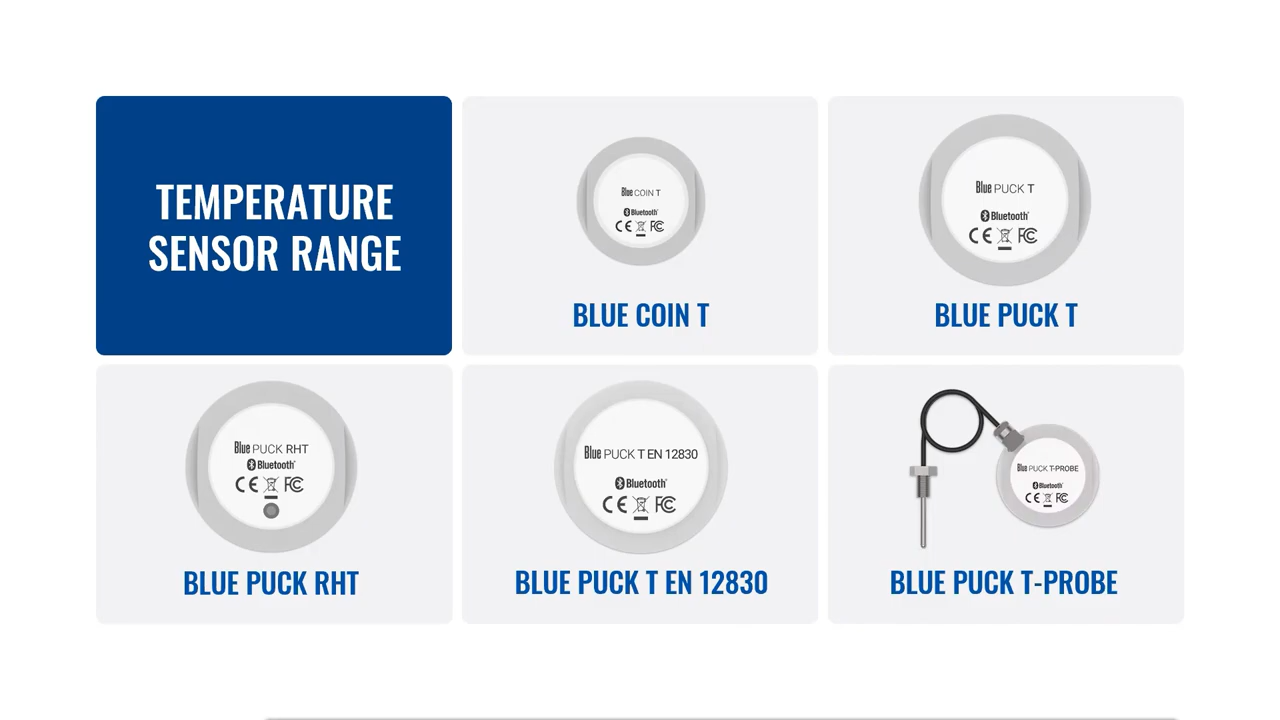 TEMPERATURE
SENSOR RANGE
Blue COIN T
Bluetooth®
CE FC
BLUE COIN T
Blue PUCK T
Bluetooth®
CE FC
BLUE PUCK T
Blue PUCK RHT
Bluetooth®
CE FC
BLUE PUCK RHT
Blue PUCK T EN 12830
Bluetooth®
CE FC
BLUE PUCK T EN 12830
Blue PUCK T-PROBE
Bluetooth®
CE FC
BLUE PUCK T-PROBE